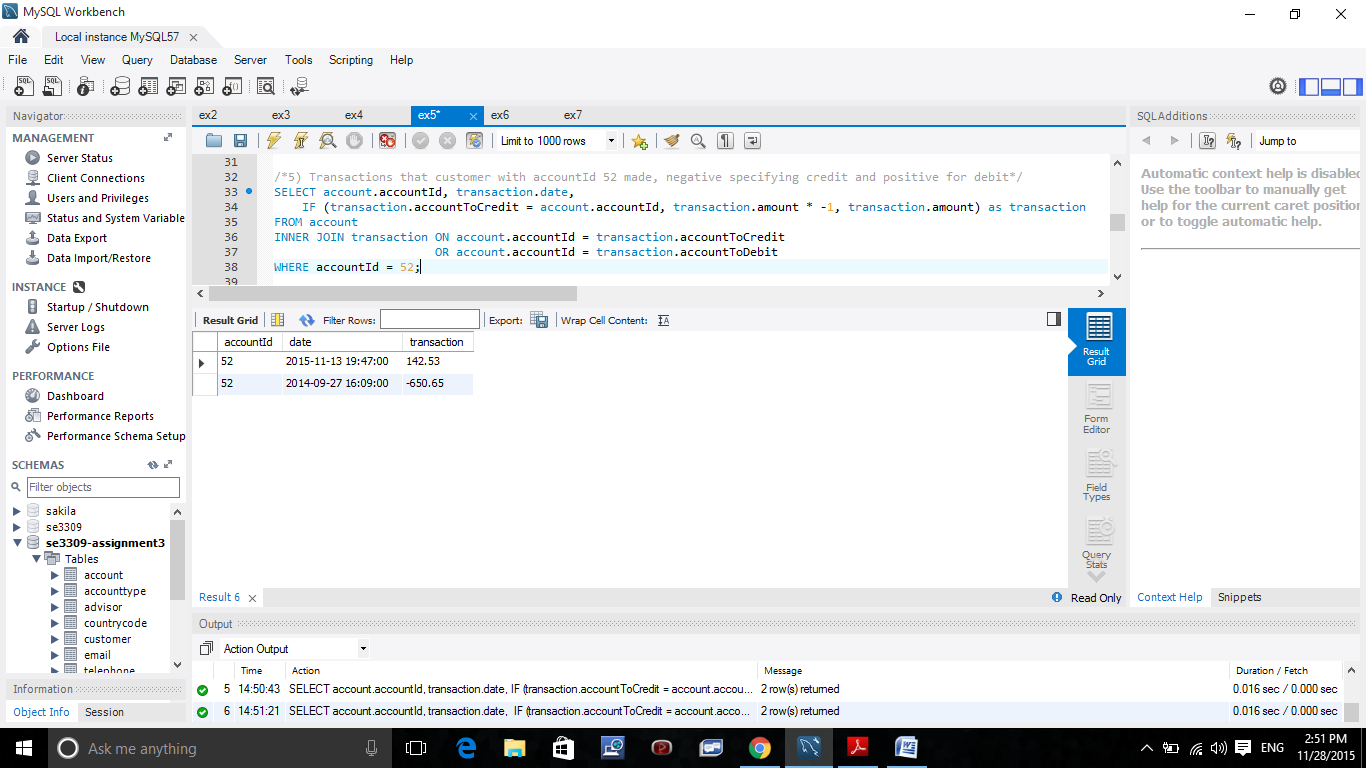 MySQL Workbench
Local instance MySQL57
File Edit View Query Database Server Tools Scripting Help
Navigator
MANAGEMENT
Server Status
Client Connections
Users and Privileges
Status and System Variable
Data Export
Data Import/Restore
INSTANCE
Startup / Shutdown
Server Logs
Options File
PERFORMANCE
Dashboard
Performance Reports
Performance Schema Setup
SCHEMAS
Filter objects
sakila
se3309
se3309-assignment3
Tables
account
accounttype
advisor
countrycode
customer
email
telephone
Information
Object Info Session
ex2 ex3 ex4 ex5* ex6 ex7
Limit to 1000 rows
31
32 /*5) Transactions that customer with accountId 52 made, negative specifying credit and positive for debit*/
33 SELECT account.accountId, transaction.date,
34 IF (transaction.accountToCredit = account.accountId, transaction.amount * -1, transaction.amount) as transaction
35 FROM account
36 INNER JOIN transaction ON account.accountId = transaction.accountToCredit
37 OR account.accountId = transaction.accountToDebit
38 WHERE accountId = 52;
39
Result Grid Filter Rows: Export: Wrap Cell Content:
accountId date transaction
52 2015-11-13 19:47:00 142.53
52 2014-09-27 16:09:00 -650.65
Result
Grid
Form
Editor
Field
Types
Query
Stats
Result 6
Read Only
SQLAdditions
Jump to
Automatic context help is disabled
Use the toolbar to manually get
help for the current caret position
or to toggle automatic help.
Context Help Snippets
Output
Action Output
Time Action Message Duration / Fetch
5 14:50:43 SELECT account.accountId, transaction.date, IF (transaction.accountToCredit = account.accou... 2 row(s) returned 0.016 sec / 0.000 sec
6 14:51:21 SELECT account.accountId, transaction.date, IF (transaction.accountToCredit = account.acco... 2 row(s) returned 0.016 sec / 0.000 sec
Ask me anything
ENG
2:51 PM
11/28/2015